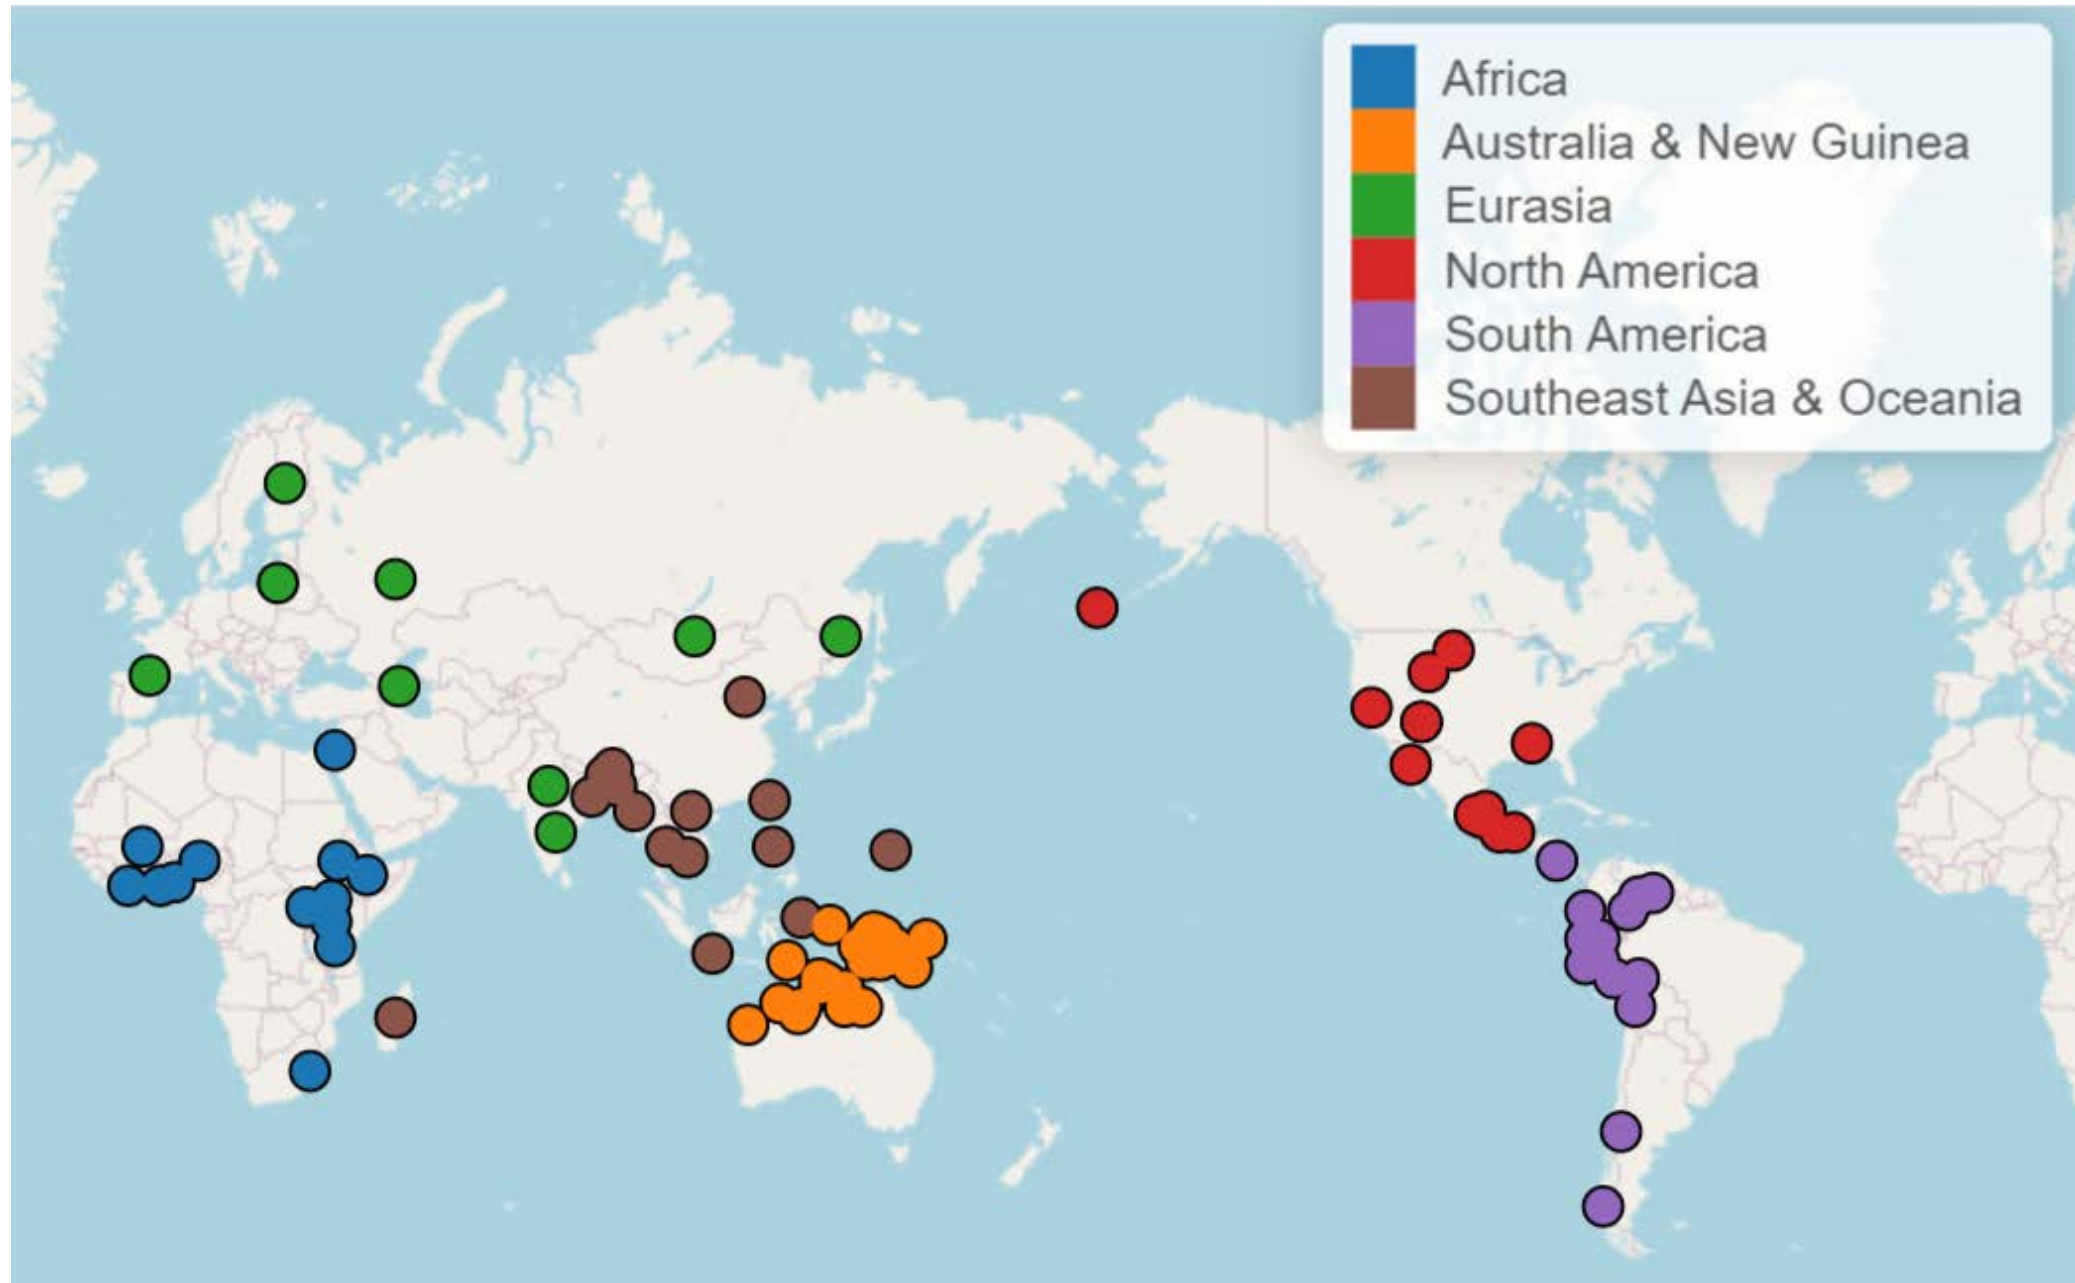 Africa
Australia & New Guinea
Eurasia
North America
South America
Southeast Asia & Oceania